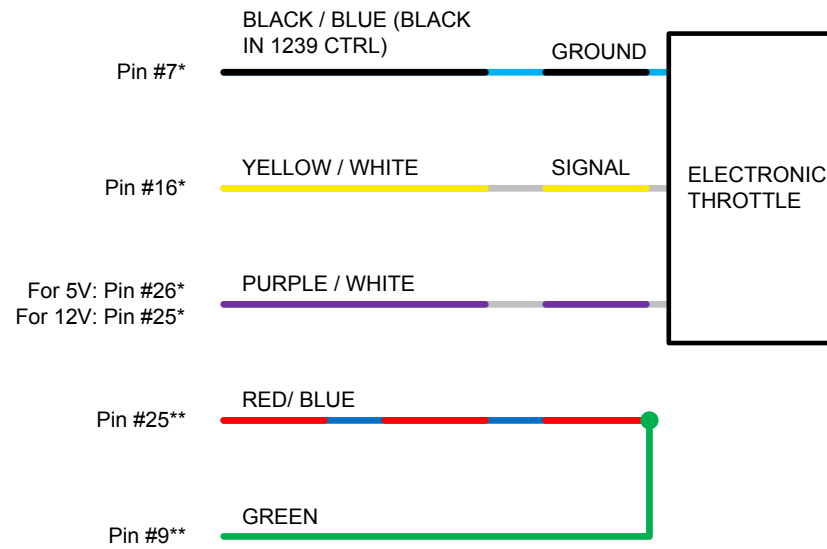 BLACK / BLUE (BLACK
IN 1239 CTRL)
GROUND
Pin #7*
YELLOW / WHITE
SIGNAL
Pin #16*
ELECTRONIC
THROTTLE
PURPLE / WHITE
For 5V: Pin #26*
For 12V: Pin #25*
RED/ BLUE
Pin #25**
GREEN
Pin #9**